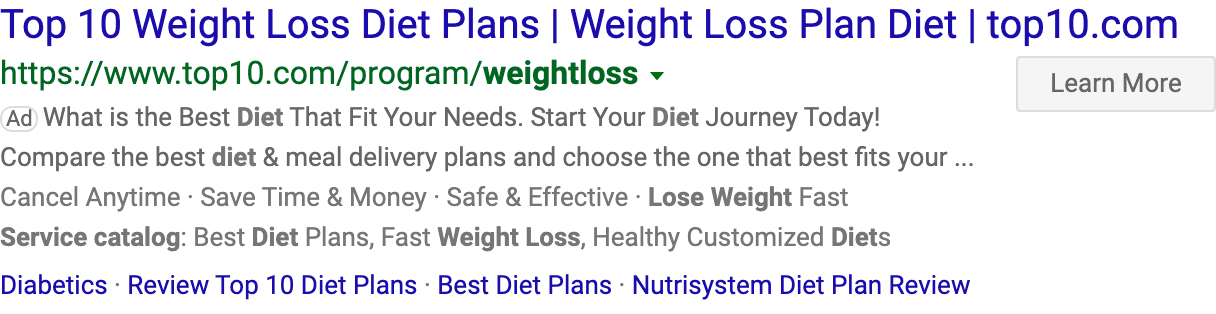 Top 10 Weight Loss Diet Plans | Weight Loss Plan Diet | top10.com
https://www.top10.com/program/weightloss
Learn More
Ad What is the Best Diet That Fit Your Needs. Start Your Diet Journey Today!
Compare the best diet & meal delivery plans and choose the one that best fits your ...
Cancel Anytime · Save Time & Money · Safe & Effective · Lose Weight Fast
Service catalog: Best Diet Plans, Fast Weight Loss, Healthy Customized Diets
Diabetics · Review Top 10 Diet Plans · Best Diet Plans · Nutrisystem Diet Plan Review